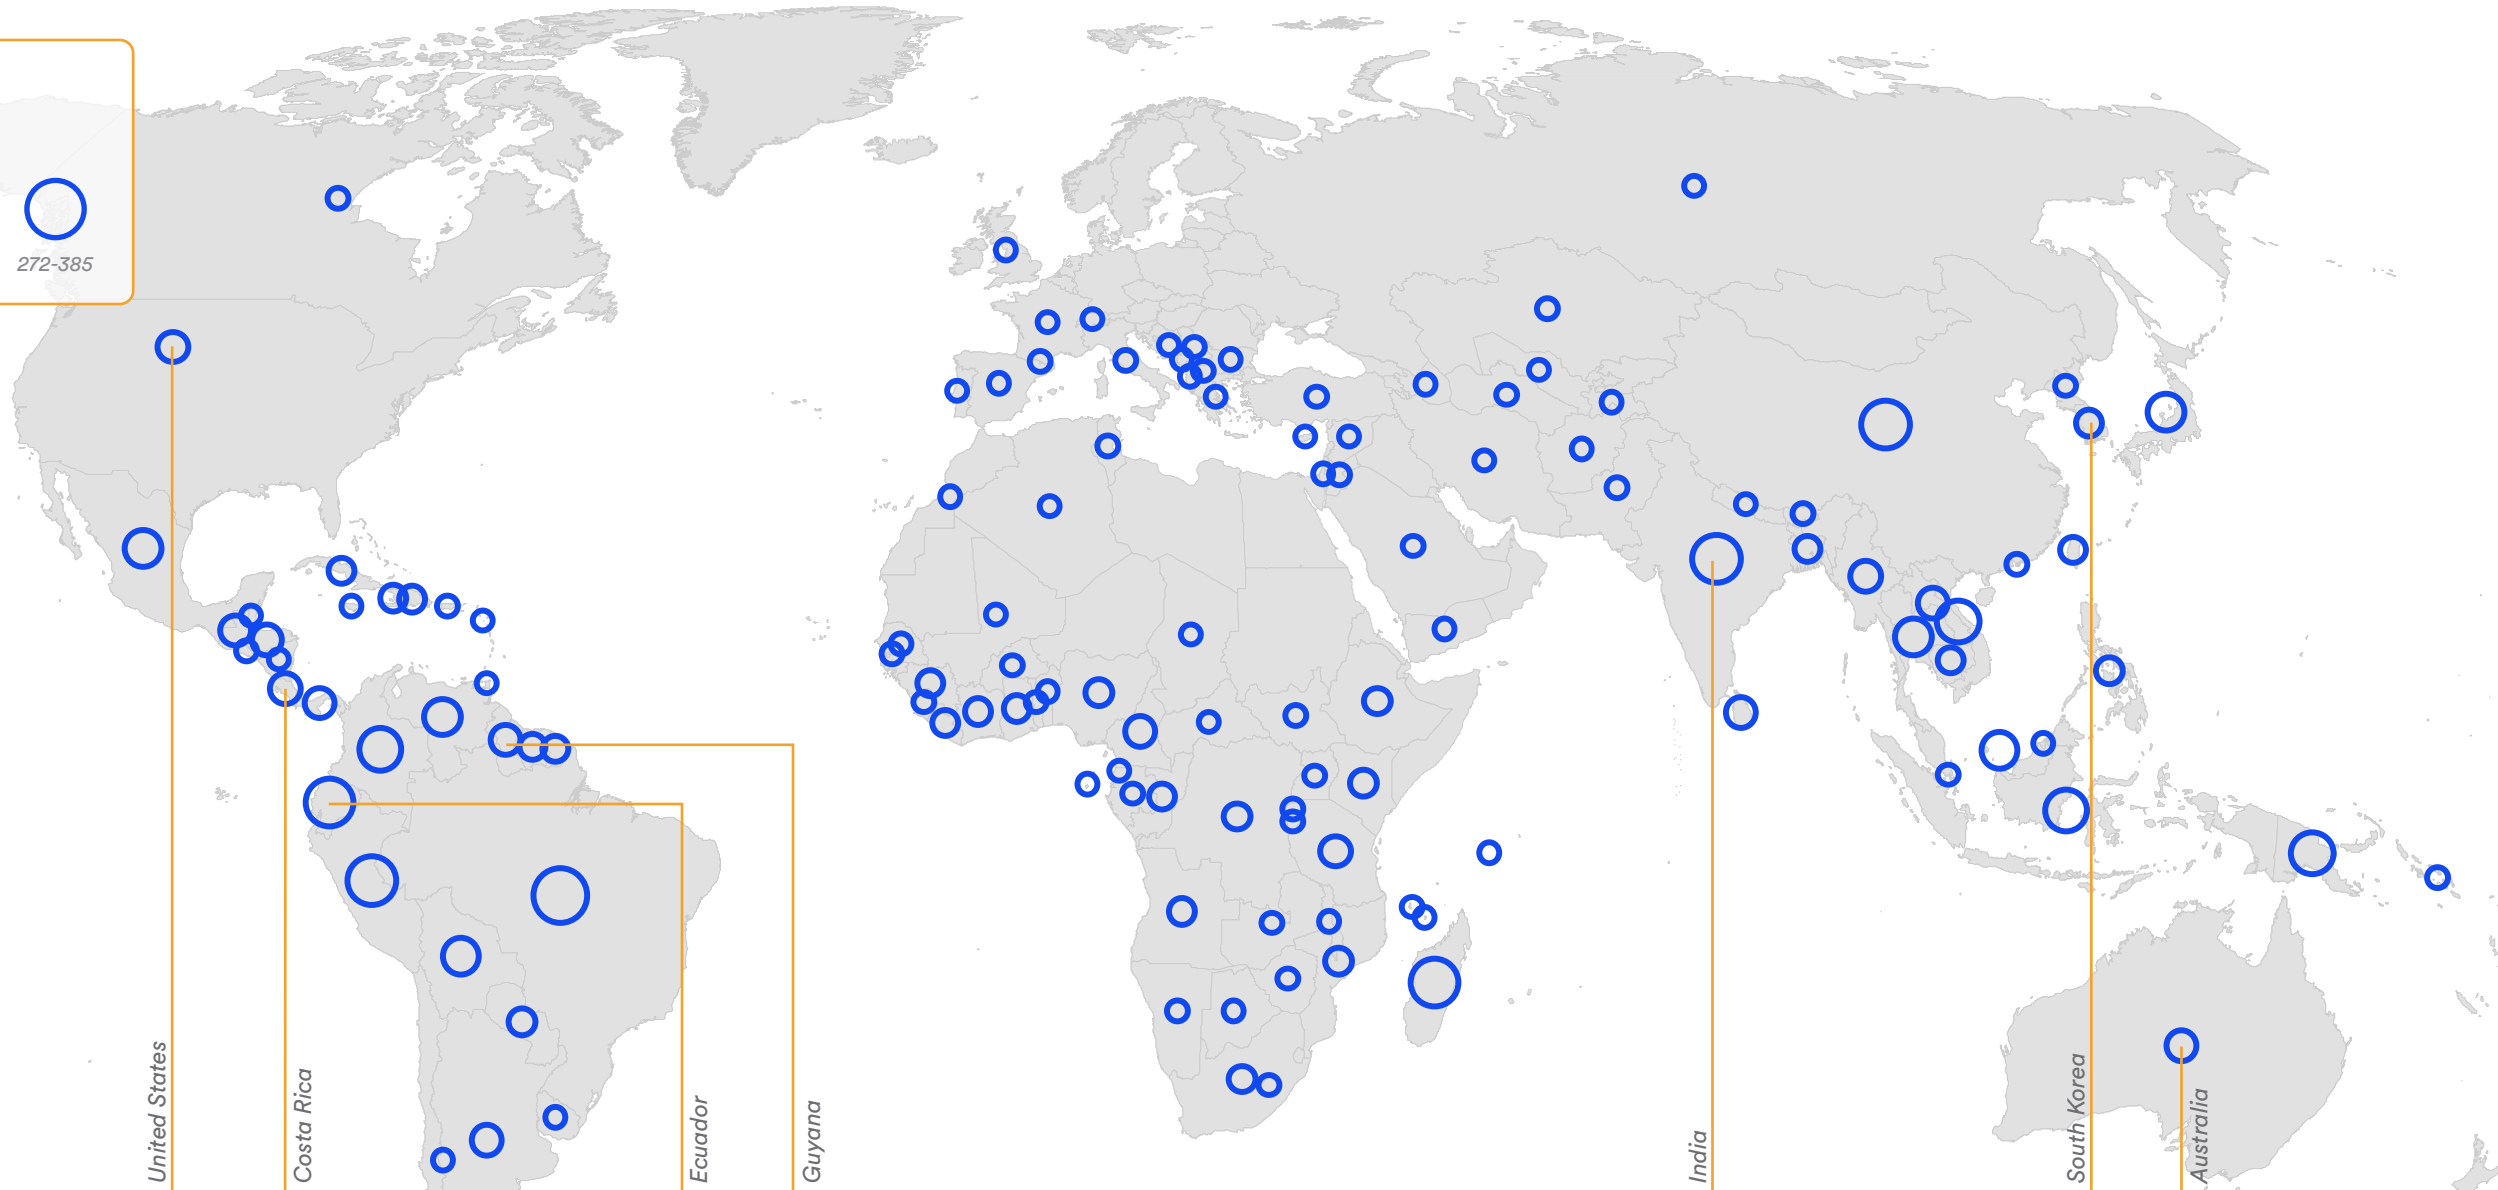 272-385
United States
Costa Rica
Ecuador
Guyana
India
South Korea
Australia